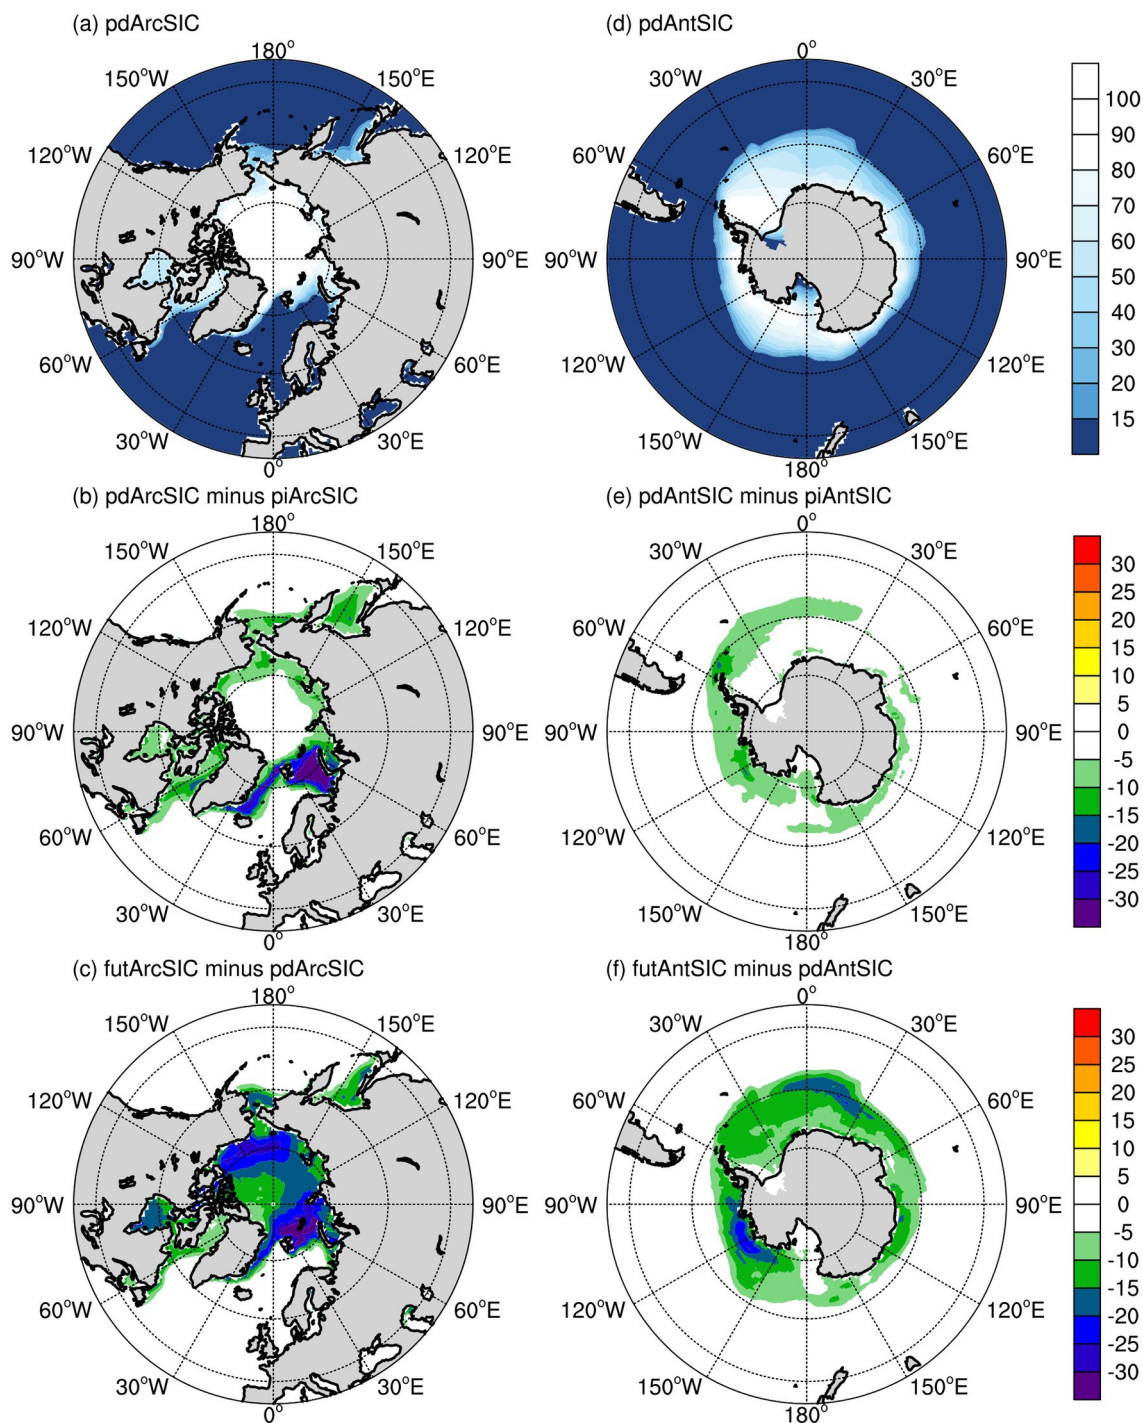 (a) pdArcSIC
180°
150°W
150°E
120°W
120°E
90°W
90°E
60°W
60°E
30°W
30°E
0°
(d) pdAntSIC
0°
30°W
30°E
60°W
60°E
90°W
90°E
120°W
120°E
150°W
150°E
180°
100
90
80
70
60
50
40
30
20
15
(b) pdArcSIC minus piArcSIC
180°
150°W
150°E
120°W
120°E
90°W
90°E
60°W
60°E
30°W
30°E
0°
(e) pdAntSIC minus piAntSIC
0°
30°W
30°E
60°W
60°E
90°W
90°E
120°W
120°E
150°W
150°E
180°
30
25
20
15
10
5
0
-5
-10
-15
-20
-25
-30
(c) futArcSIC minus pdArcSIC
180°
150°W
150°E
120°W
120°E
90°W
90°E
60°W
60°E
30°W
30°E
0°
(f) futAntSIC minus pdAntSIC
0°
30°W
30°E
60°W
60°E
90°W
90°E
120°W
120°E
150°W
150°E
180°
30
25
20
15
10
5
0
-5
-10
-15
-20
-25
-30